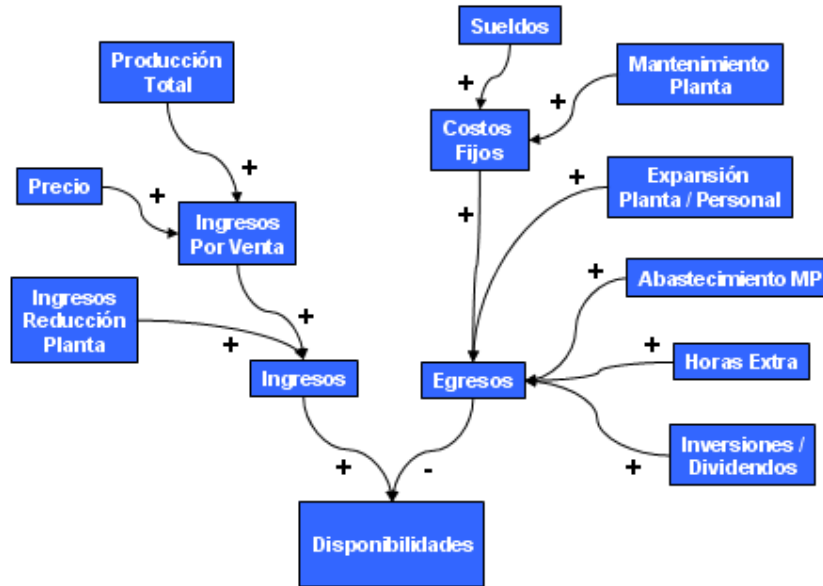 Sueldos
Producción
Total
Mantenimiento
Planta
+
+
Costos
Fijos
+
Precio
+
+
Expansión
Planta / Personal
+
Ingresos
Por Venta
Abastecimiento MP
+
Ingresos
Reducción
Planta
+
+
+
Horas Extra
Ingresos
Egresos
Inversiones /
Dividendos
+
+
-
Disponibilidades